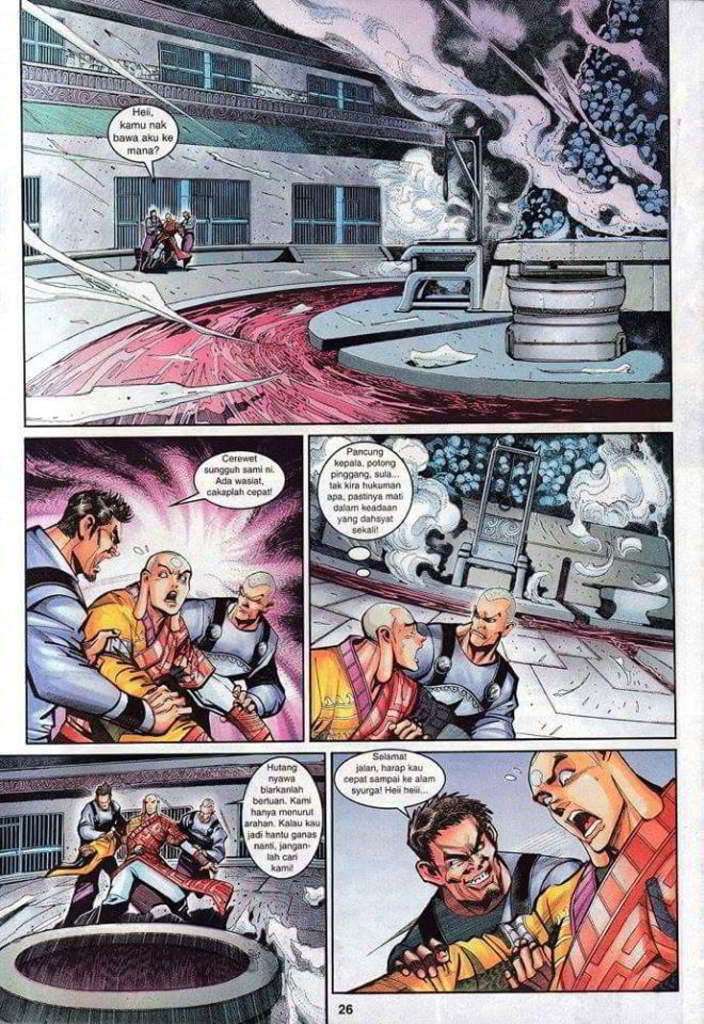 Heii,
kamu nak
bawa aku ke
mana?
Cerewet
sungguh sami ni.
Ada wasiat,
cakaplah cepat!
Pancung
kepala, potong
pinggang, sula...
tak kira hukuman
apa, pastinya mati
dalam keadaan
yang dahsyat
sekali!
Hutang
nyawa
biarkanlah
bertuan. Kami
hanya menurut
arahan. Kalau kau
jadi hantu ganas
nanti, jangan-
lah cari
kami!
Selamat
jalan, harap kau
cepat sampai ke alam
syurga! Heii heiii...
26